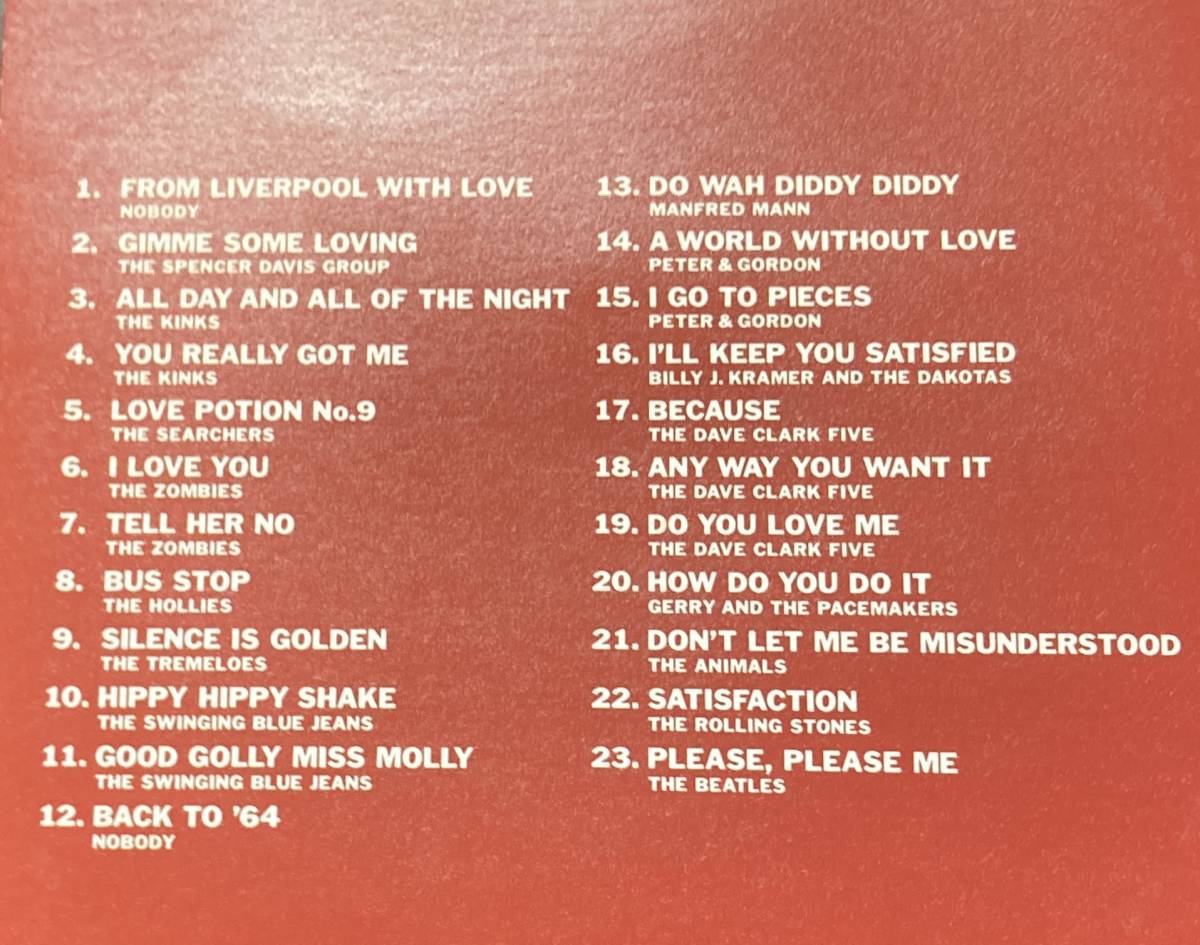 1. FROM LIVERPOOL WITH LOVE
NOBODY
2. GIMME SOME LOVING
THE SPENCER DAVIS GROUP
3. ALL DAY AND ALL OF THE NIGHT
THE KINKS
4. YOU REALLY GOT ME
THE KINKS
5. LOVE POTION No.9
THE SEARCHERS
6. I LOVE YOU
THE ZOMBIES
7. TELL HER NO
THE ZOMBIES
8. BUS STOP
THE HOLLIES
9. SILENCE IS GOLDEN
THE TREMELOES
10. HIPPY HIPPY SHAKE
THE SWINGING BLUE JEANS
11. GOOD GOLLY MISS MOLLY
THE SWINGING BLUE JEANS
12. BACK TO '64
NOBODY
13. DO WAH DIDDY DIDDY
MANFRED MANN
14. A WORLD WITHOUT LOVE
PETER & GORDON
15. I GO TO PIECES
PETER & GORDON
16. I'LL KEEP YOU SATISFIED
BILLY J. KRAMER AND THE DAKOTAS
17. BECAUSE
THE DAVE CLARK FIVE
18. ANY WAY YOU WANT IT
THE DAVE CLARK FIVE
19. DO YOU LOVE ME
THE DAVE CLARK FIVE
20. HOW DO YOU DO IT
GERRY AND THE PACEMAKERS
21. DON'T LET ME BE MISUNDERSTOOD
THE ANIMALS
22. SATISFACTION
THE ROLLING STONES
23. PLEASE, PLEASE ME
THE BEATLES